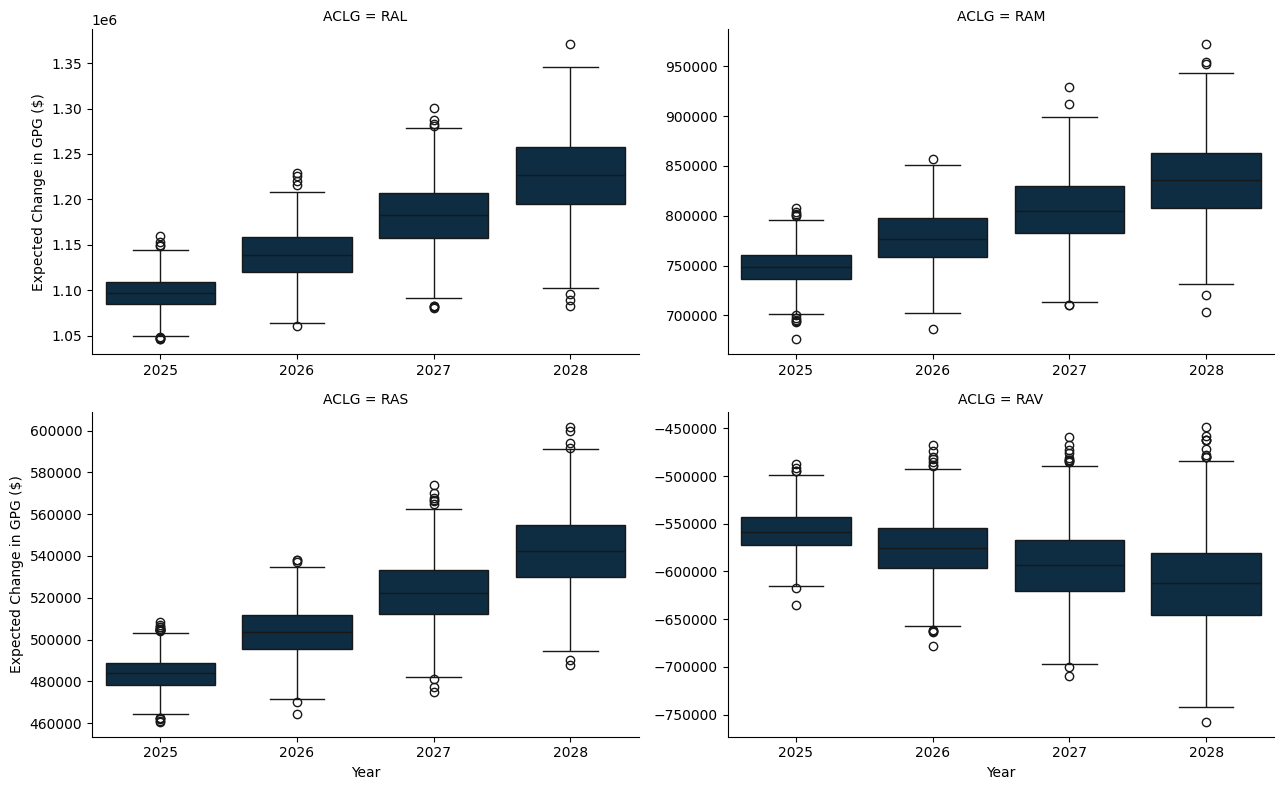 ACLG = RAL
1e6
Expected Change in GPG ($)
1.35
1.30
1.25
1.20
1.15
1.10
1.05
2025 2026 2027 2028
ACLG = RAM
950000
900000
850000
800000
750000
700000
2025 2026 2027 2028
ACLG = RAS
Expected Change in GPG ($)
600000
580000
560000
540000
520000
500000
480000
460000
2025 2026 2027 2028
Year
ACLG = RAV
−450000
−500000
−550000
−600000
−650000
−700000
−750000
2025 2026 2027 2028
Year